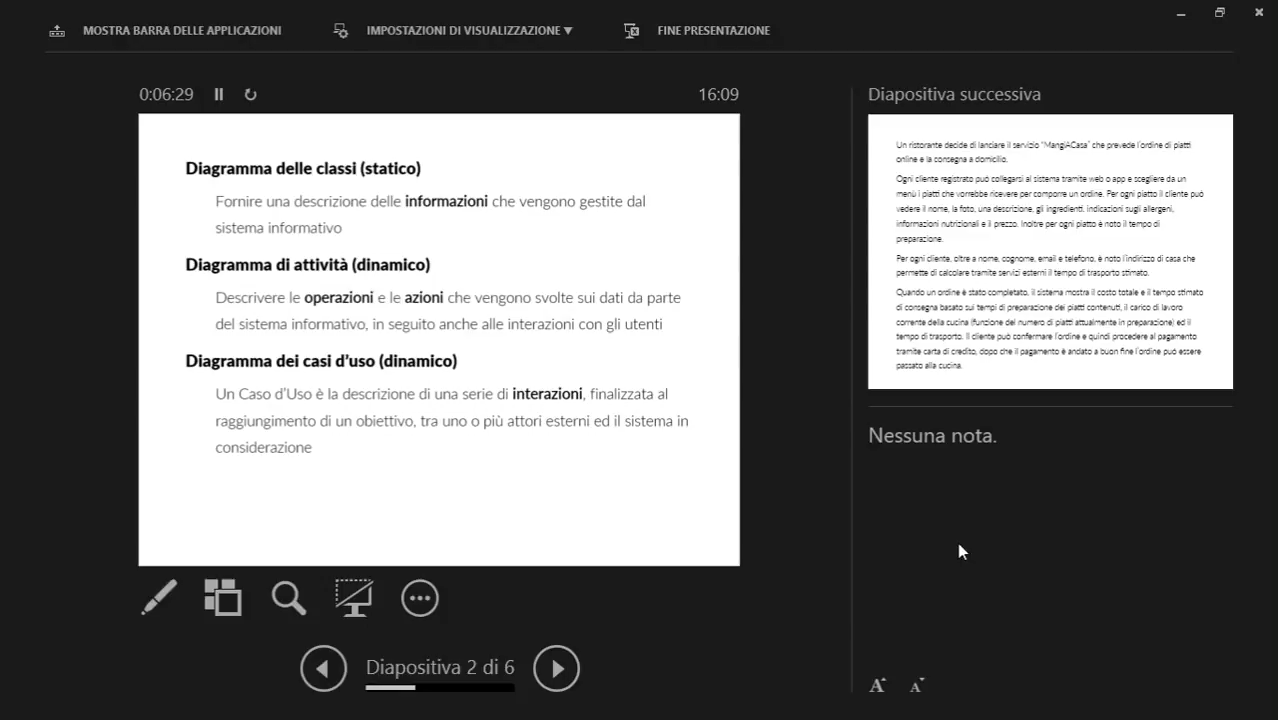 MOSTRA BARRA DELLE APPLICAZIONI
IMPOSTAZIONI DI VISUALIZZAZIONE ▼
FINE PRESENTAZIONE
0:06:29
16:09
Diagramma delle classi (statico)
Fornire una descrizione delle informazioni che vengono gestite dal
sistema informativo
Diagramma di attività (dinamico)
Descrivere le operazioni e le azioni che vengono svolte sui dati da parte
del sistema informativo, in seguito anche alle interazioni con gli utenti
Diagramma dei casi d'uso (dinamico)
Un Caso d'Uso è la descrizione di una serie di interazioni, finalizzata al
raggiungimento di un obiettivo, tra uno o più attori esterni ed il sistema in
considerazione
Diapositiva 2 di 6
Diapositiva successiva
Un ristorante decide di lanciare il servizio "MangiACasa" che prevede l'ordine di piatti
online e la consegna a domicilio.
Ogni cliente registrato può collegarsi al sistema tramite web o app e scegliere da un
menù i piatti che vorrebbe ricevere per comporre un ordine. Per ogni piatto il cliente può
vedere il nome, la foto, una descrizione, gli ingredienti, indicazioni sugli allergeni,
informazioni nutrizionali e il prezzo. Inoltre per ogni piatto è noto il tempo di
preparazione.
Per ogni cliente, oltre a nome, cognome, email e telefono, è noto l'indirizzo di casa che
permette di calcolare tramite servizi esterni il tempo di trasporto stimato.
Quando un ordine è stato completato, il sistema mostra il costo totale e il tempo stimato
di consegna basato sui tempi di preparazione dei piatti contenuti, il carico di lavoro
corrente della cucina (funzione del numero di piatti attualmente in preparazione) ed il
tempo di trasporto. Il cliente può confermare l'ordine e quindi procedere al pagamento
tramite carta di credito, dopo che il pagamento è andato a buon fine l'ordine può essere
passato alla cucina.
Nessuna nota.
A A